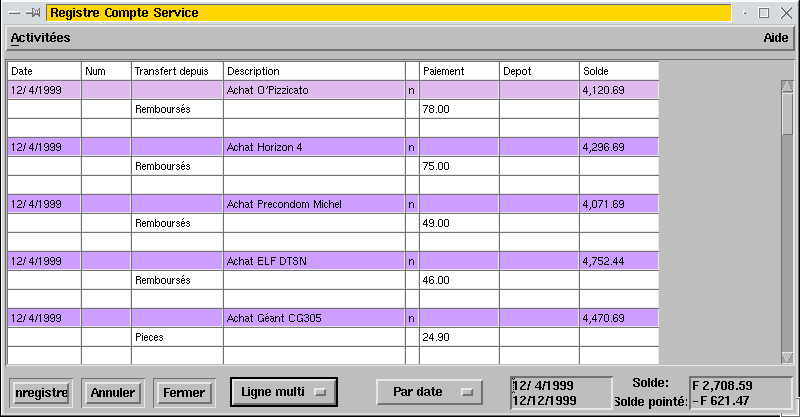 Registre Compte Service
Activitées Aide
Date Num Transfert depuis Description Paiement Depot Solde
12/ 4/1999 Achat O'Pizzicato n 4,120.69
Remboursés 78.00
12/ 4/1999 Achat Horizon 4 n 4,296.69
Remboursés 75.00
12/ 4/1999 Achat Precondom Michel n 4,071.69
Remboursés 49.00
12/ 4/1999 Achat ELF DTSN n 4,752.44
Remboursés 46.00
12/ 4/1999 Achat Géant CG305 n 4,470.69
Pieces 24.90
nregistre Annuler Fermer Ligne multi Par date
12/ 4/1999
12/12/1999
Solde: F 2,708.59
Solde pointé: -F 621.47